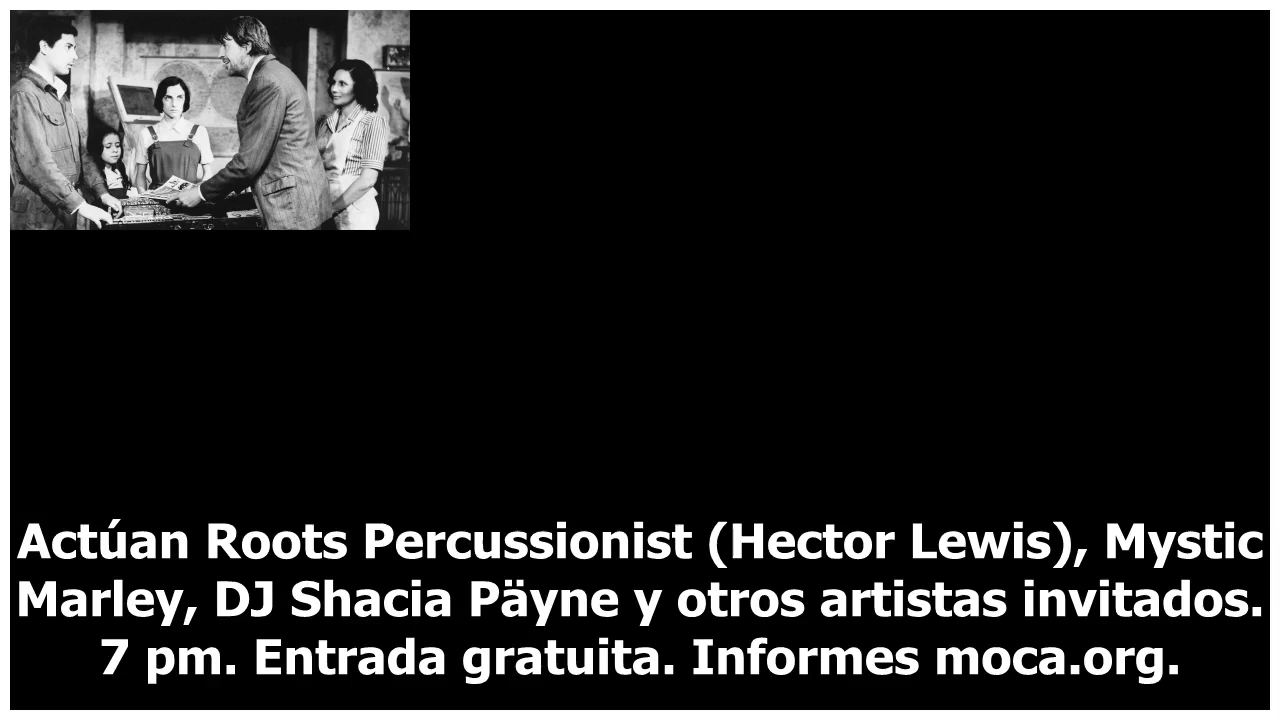 Actúan Roots Percussionist (Hector Lewis), Mystic
Marley, DJ Shacia Päyne y otros artistas invitados.
7 pm. Entrada gratuita. Informes moca.org.